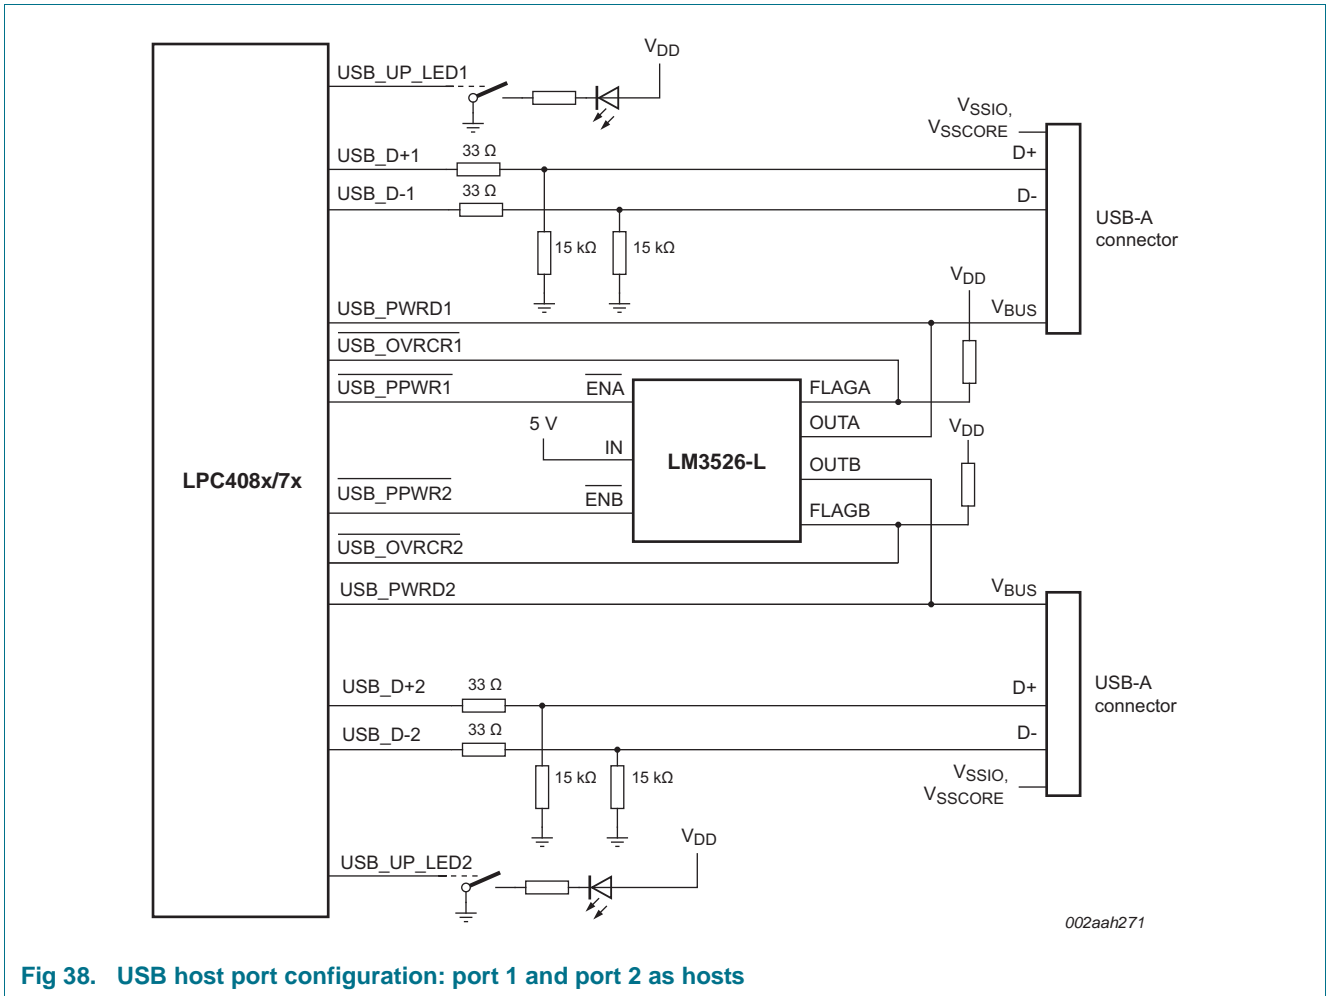 VDD
USB_UP_LED1
VSSIO,
VSSCORE
USB_D+1
33 Ω
D+
USB_D-1
33 Ω
D-
USB-A
connector
15 kΩ
15 kΩ
VDD
USB_PWRD1
VBUS
USB_OVRCR1
USB_PPWR1
ENA
FLAGA
5 V
OUTA
VDD
IN
LM3526-L
LPC408x/7x
OUTB
USB_PPWR2
ENB
FLAGB
USB_OVRCR2
USB_PWRD2
VBUS
USB_D+2
33 Ω
D+
USB-A
connector
USB_D-2
33 Ω
D-
15 kΩ
15 kΩ
VSSIO,
VSSCORE
VDD
USB_UP_LED2
002aah271
Fig 38. USB host port configuration: port 1 and port 2 as hosts